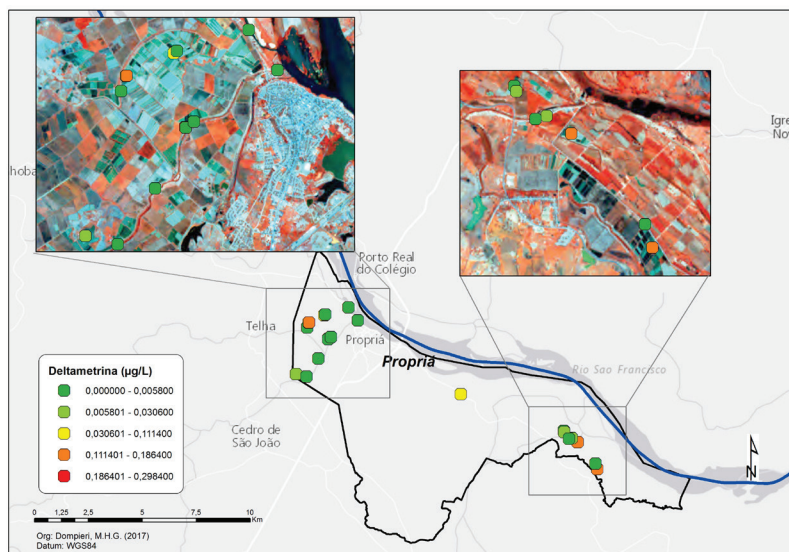 hoba
Igre
Nov
Porto Real
do Colégio
Telha
Propriá
Propriá
Rio Sao Francisco
Cedro de
São João
Deltametrina (µg/L)
0,000000 - 0,005800
0,005801 - 0,030600
0,030601 - 0,111400
0,111401 - 0,186400
0,186401 - 0,298400
N
0 1,25 2,5 5 7,5 10
Km
Org: Dompieri, M.H.G. (2017)
Datum: WGS84